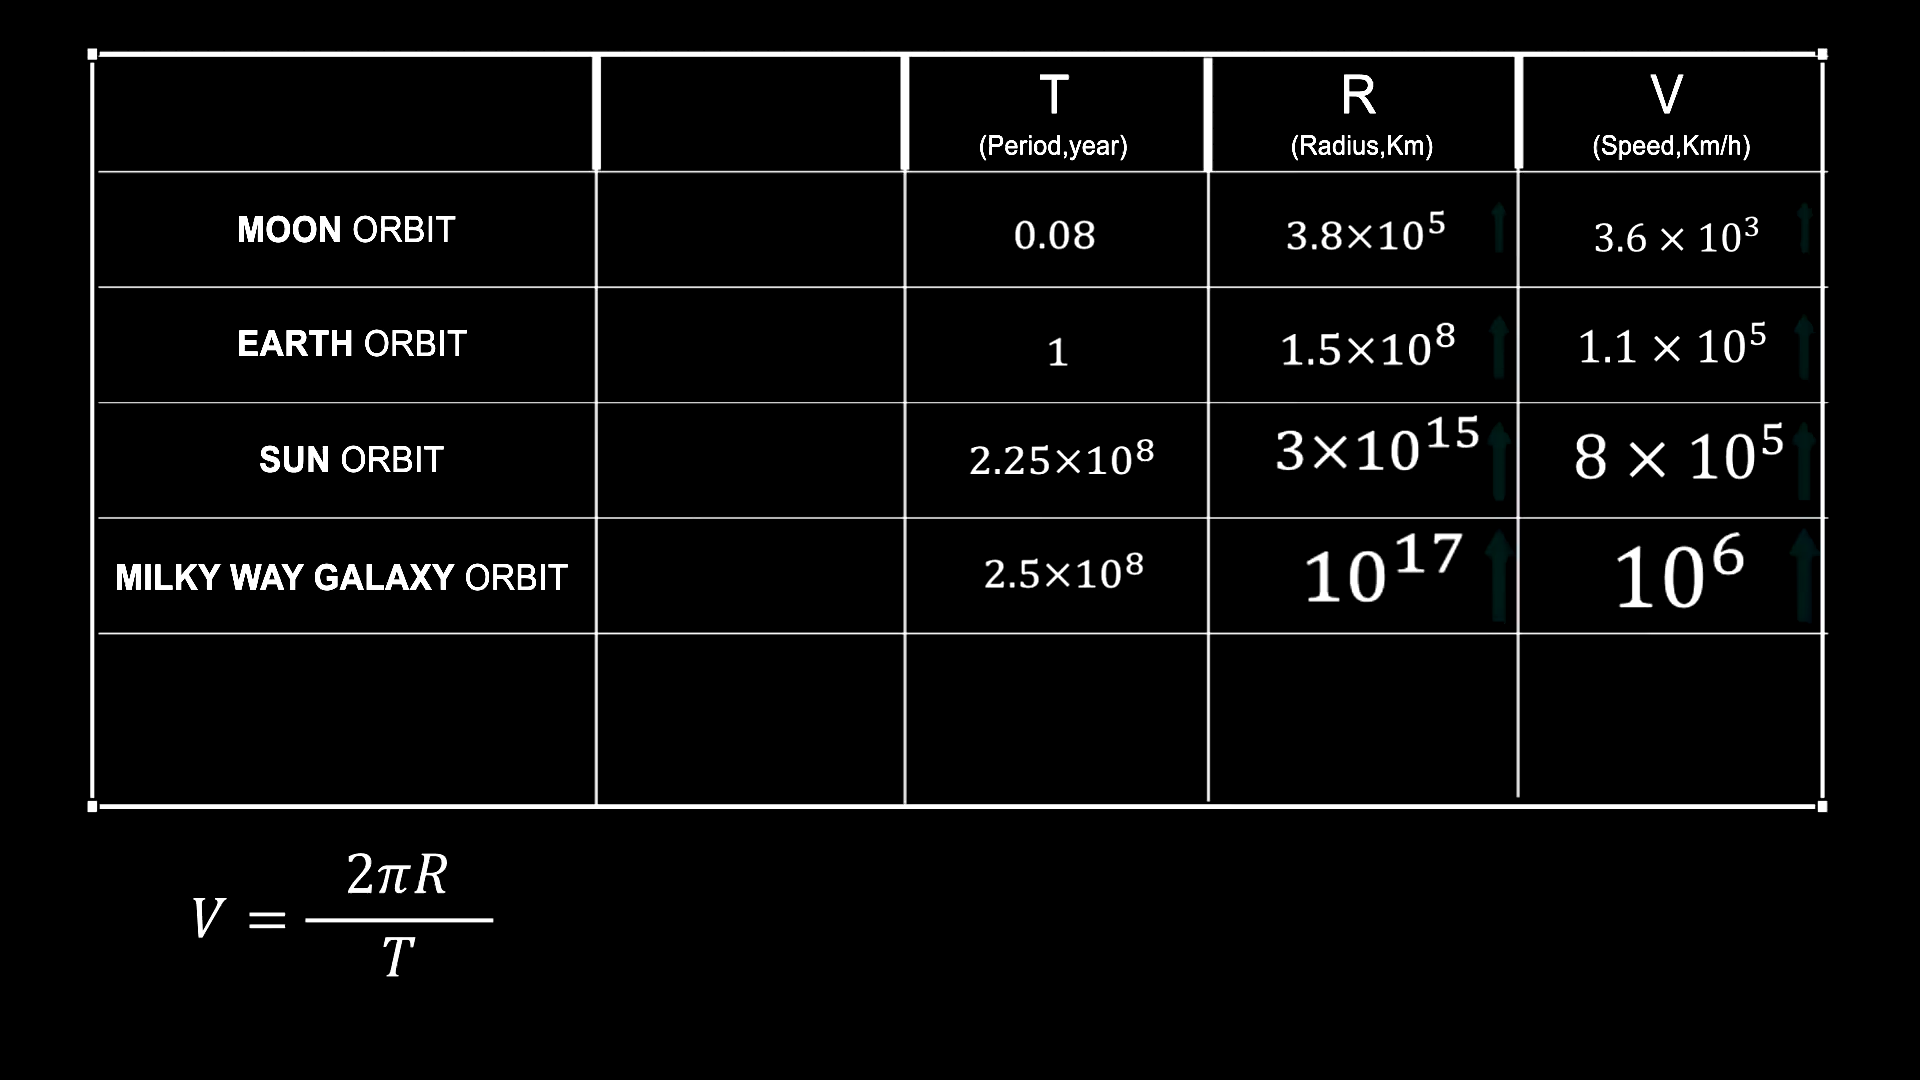 T R V
(Period,year) (Radius,Km) (Speed,Km/h)
MOON ORBIT 0.08 3.8×10⁵ 3.6 × 10³
EARTH ORBIT 1 1.5×10⁸ 1.1 × 10⁵
SUN ORBIT 2.25×10⁸ 3×10¹⁵ 8 × 10⁵
MILKY WAY GALAXY ORBIT 2.5×10⁸ 10¹⁷ 10⁶
V = 2πR / T